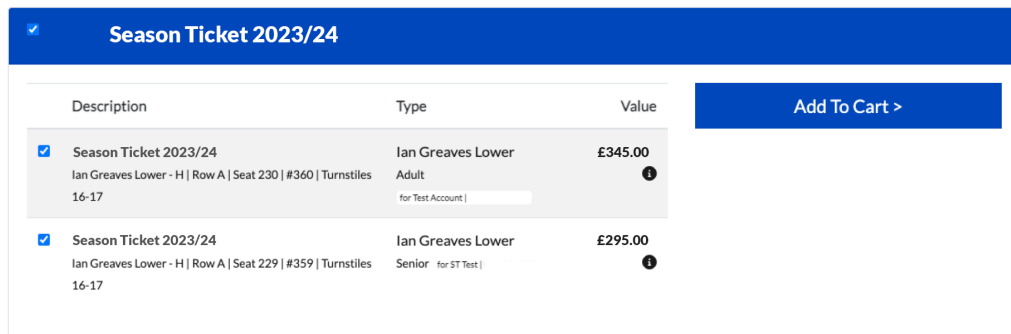 Season Ticket 2023/24
Description Type Value
Add To Cart >
Season Ticket 2023/24 Ian Greaves Lower £345.00
Ian Greaves Lower - H | Row A | Seat 230 | #360 | Turnstiles Adult
16-17 for Test Account |
Season Ticket 2023/24 Ian Greaves Lower £295.00
Ian Greaves Lower - H | Row A | Seat 229 | #359 | Turnstiles Senior for ST Test |
16-17